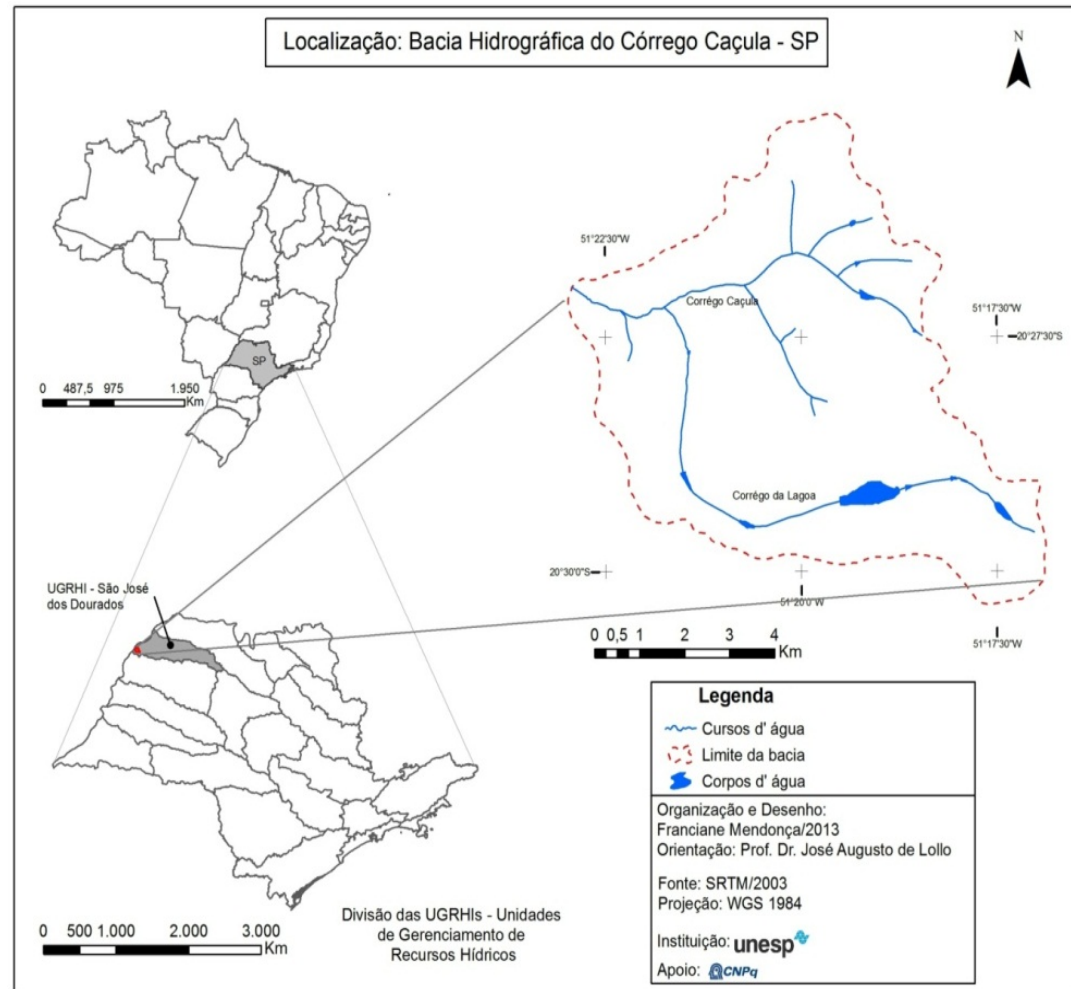 Localização: Bacia Hidrográfica do Córrego Caçula - SP
N
SP
0 487,5 975 1.950
Km
51°22'30"W
51°17'30"W
20°27'30"S
Corrégo Caçula
Corrégo da Lagoa
20°30'0"S
51°20'0"W
51°17'30"W
0 0,5 1 2 3 4
Km
UGRHI - São José
dos Dourados
0 500 1.000 2.000 3.000
Km
Divisão das UGRHIs - Unidades
de Gerenciamento de
Recursos Hídricos
Legenda
Cursos d' água
Limite da bacia
Corpos d' água
Organização e Desenho:
Franciane Mendonça/2013
Orientação: Prof. Dr. José Augusto de Lollo
Fonte: SRTM/2003
Projeção: WGS 1984
Instituição: unesp
Apoio: CNPq